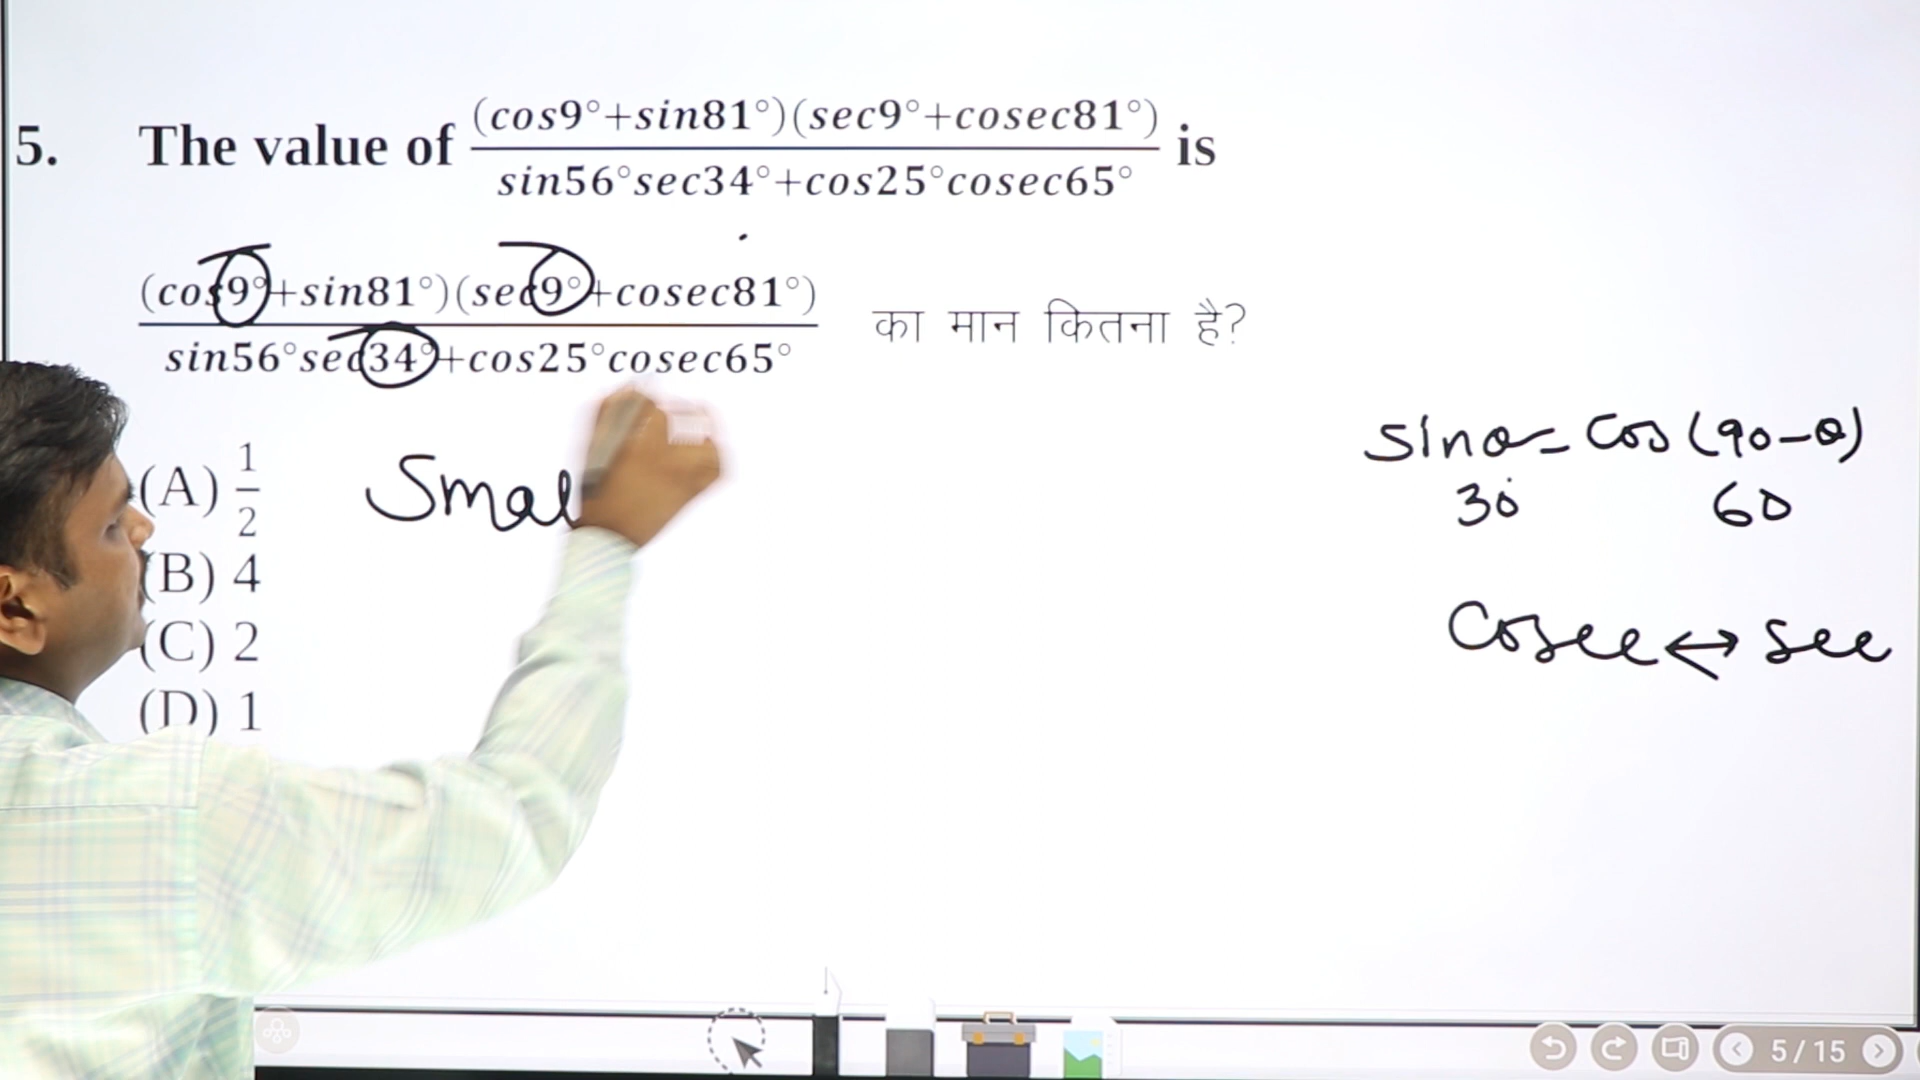 5. The value of (cos9°+sin81°)(sec9°+cosec81°) / sin56°sec34°+cos25°cosec65° is
(cos9°+sin81°)(sec9°+cosec81°) / sin56°sec34°+cos25°cosec65° का मान कितना है?
(A) 1/2
(B) 4
(C) 2
(D) 1
Smal
sinθ = cos (90-θ)
30° 60
Cosec ↔ sec
5/15